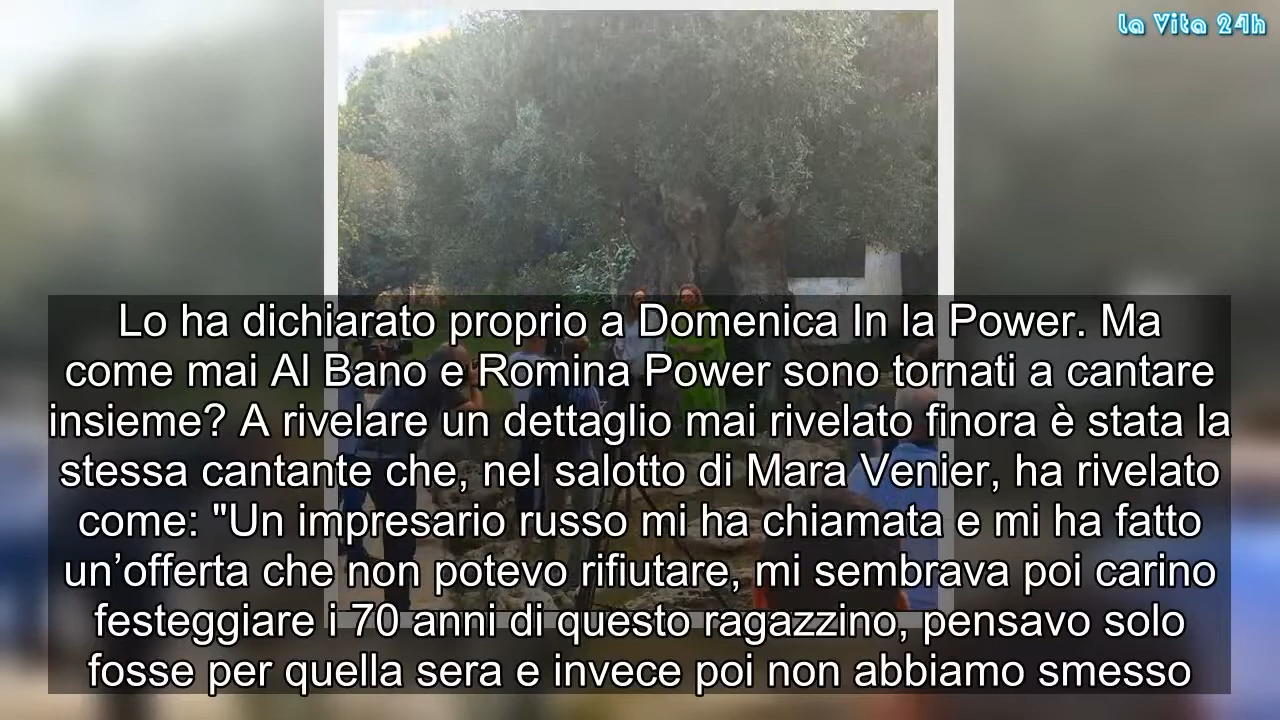 La Vita 24h
Lo ha dichiarato proprio a Domenica In la Power. Ma
come mai Al Bano e Romina Power sono tornati a cantare
insieme? A rivelare un dettaglio mai rivelato finora è stata la
stessa cantante che, nel salotto di Mara Venier, ha rivelato
come: "Un impresario russo mi ha chiamata e mi ha fatto
un’offerta che non potevo rifiutare, mi sembrava poi carino
festeggiare i 70 anni di questo ragazzino, pensavo solo
fosse per quella sera e invece poi non abbiamo smesso